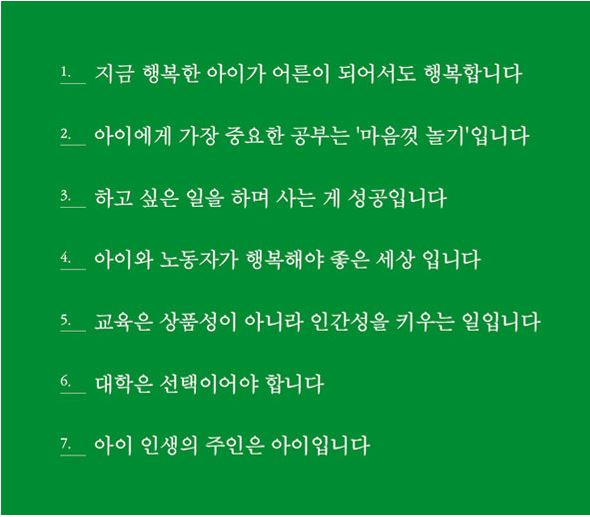 1. 지금 행복한 아이가 어른이 되어서도 행복합니다
2. 아이에게 가장 중요한 공부는 '마음껏 놀기'입니다
3. 하고 싶은 일을 하며 사는 게 성공입니다
4. 아이와 노동자가 행복해야 좋은 세상 입니다
5. 교육은 상품성이 아니라 인간성을 키우는 일입니다
6. 대학은 선택이어야 합니다
7. 아이 인생의 주인은 아이입니다